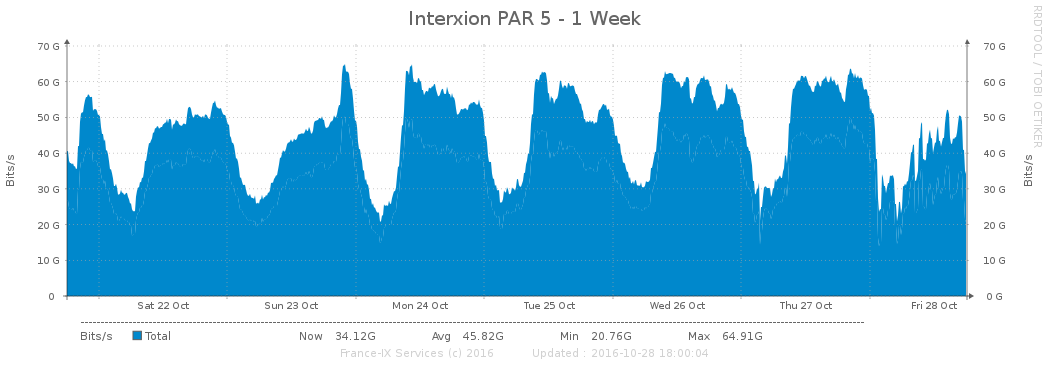 Interxion PAR 5 - 1 Week
RRDTOOL / TOBI OETIKER
Bits/s
70 G
60 G
50 G
40 G
30 G
20 G
10 G
0
70 G
60 G
50 G
40 G
30 G
20 G
10 G
0 G
Bits/s
Sat 22 Oct Sun 23 Oct Mon 24 Oct Tue 25 Oct Wed 26 Oct Thu 27 Oct Fri 28 Oct
Bits/s Total Now 34.12G Avg 45.82G Min 20.76G Max 64.91G
France-IX Services (c) 2016 Updated : 2016-10-28 18:00:04